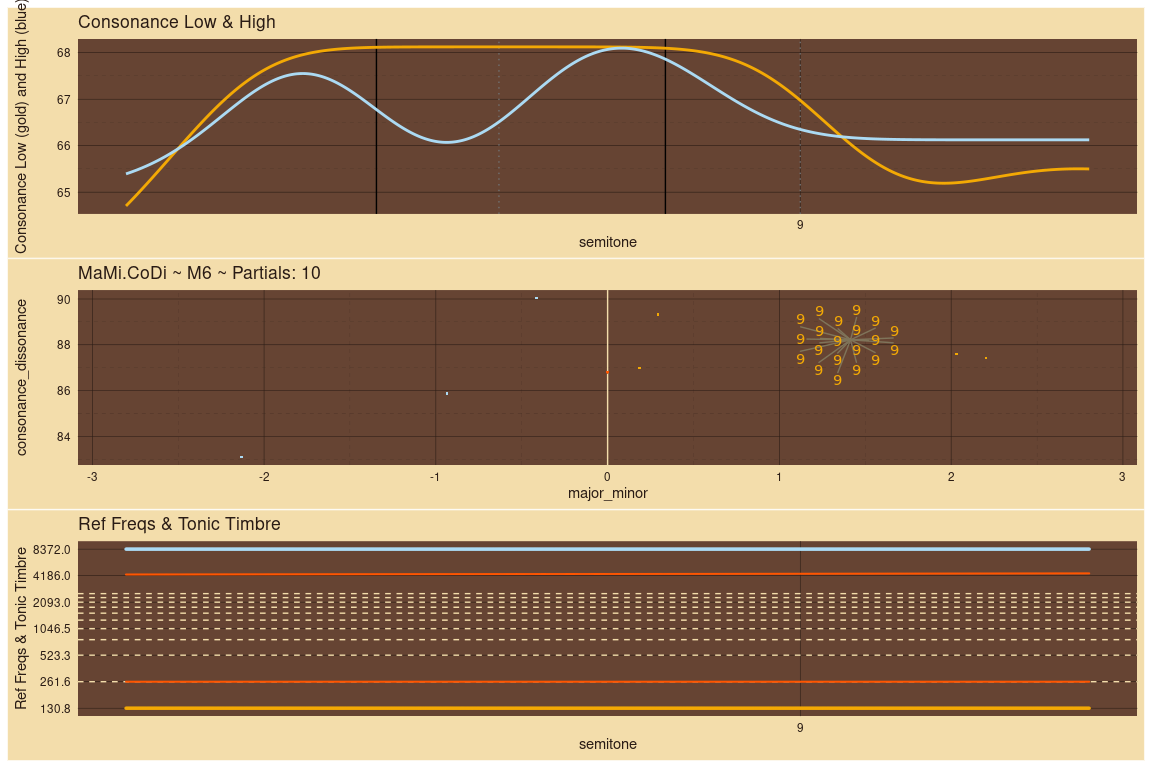 Consonance Low & High
Consonance Low (gold) and High (blue)
68
67
66
65
9
semitone
MaMi.CoDi ~ M6 ~ Partials: 10
consonance_dissonance
90
88
86
84
9 9 9 9 9 9 9 9 9 9 9 9 9 9 9 9 9 9 9 9
-3 -2 -1 0 1 2 3
major_minor
Ref Freqs & Tonic Timbre
Ref Freqs & Tonic Timbre
8372.0
4186.0
2093.0
1046.5
523.3
261.6
130.8
9
semitone